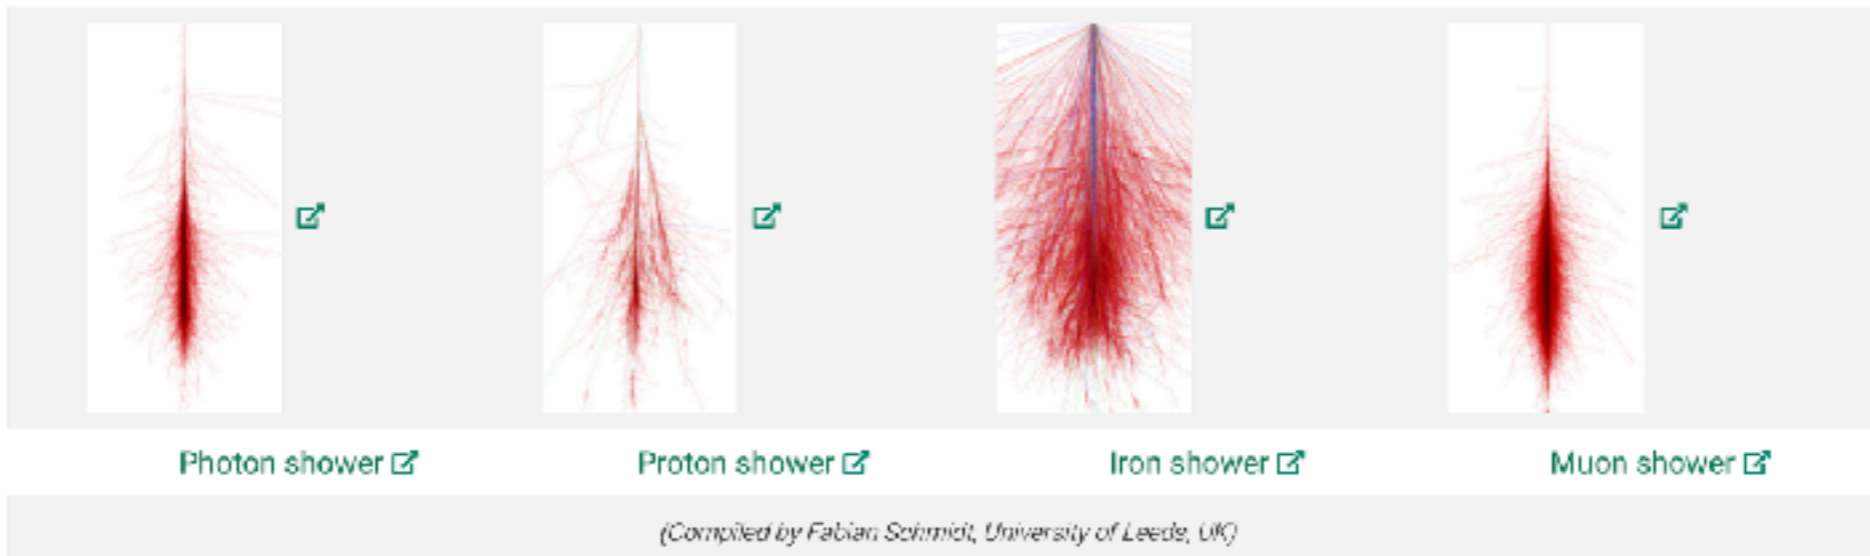 Photon shower
Proton shower
Iron shower
Muon shower
(Compiled by Fabian Schmidt, University of Leeds, UK)